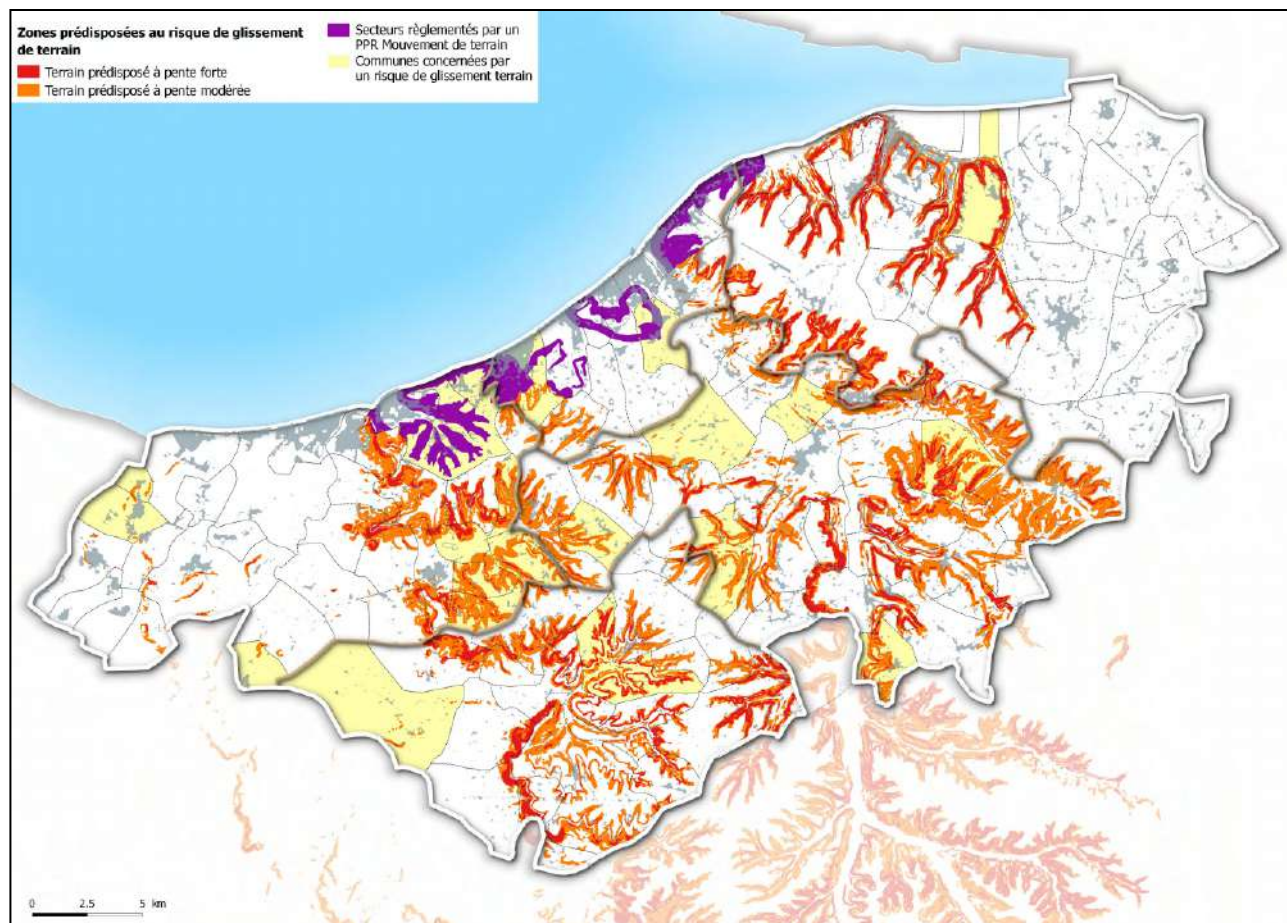 Zones prédisposées au risque de glissement
de terrain
Terrain prédisposé à pente forte
Terrain prédisposé à pente modérée
Secteurs règlementés par un
PPR Mouvement de terrain
Communes concernées par
un risque de glissement terrain
0 2.5 5 km